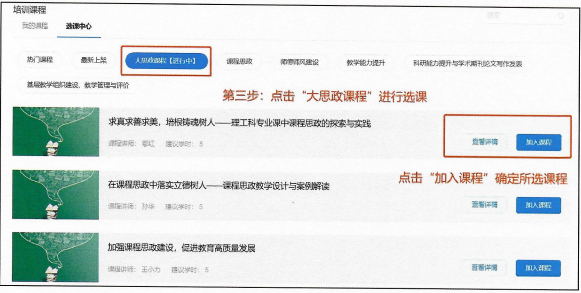 培训课程
我的课程 选课中心
搜索
热门课程 最新上架 大思政课程【进行中】 课程思政 师德师风建设 教学能力提升 科研能力提升与学术期刊论文写作发表
基层教学组织建设、教学管理与评价
第三步：点击“大思政课程”进行选课
求真求善求美，培根铸魂树人——理工科专业课中课程思政的探索与实践
课程讲师： 建议学时：5
查看详情 加入课程
点击“加入课程”确定所选课程
在课程思政中落实立德树人——课程思政教学设计与案例解读
课程讲师：孙华 建议学时：5
查看详情 加入课程
加强课程思政建设，促进教育高质量发展
课程讲师：王小力 建议学时：5
查看详情 加入课程